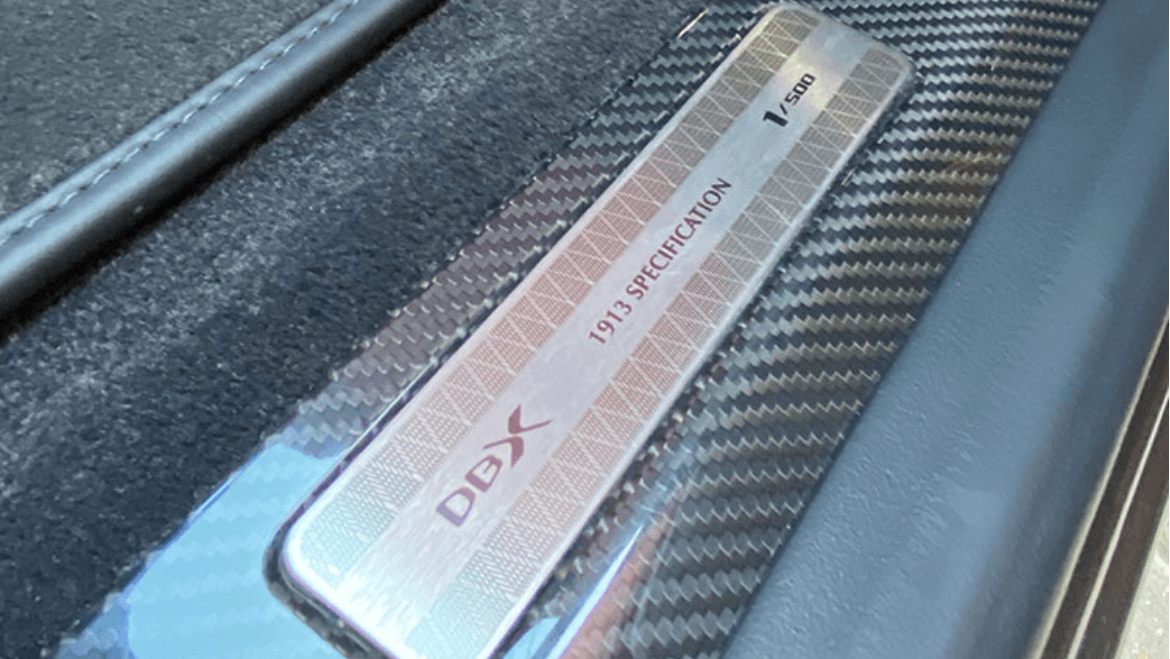 DBX
1913 SPECIFICATION
1/500